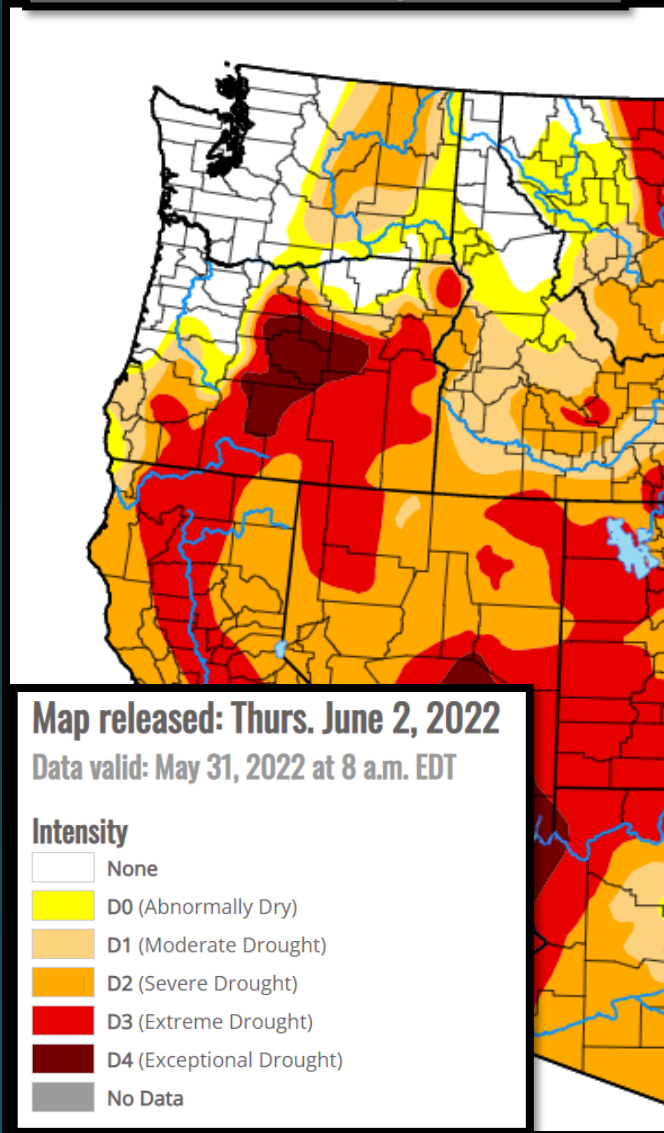 Map released: Thurs. June 2, 2022
Data valid: May 31, 2022 at 8 a.m. EDT
Intensity
None
D0 (Abnormally Dry)
D1 (Moderate Drought)
D2 (Severe Drought)
D3 (Extreme Drought)
D4 (Exceptional Drought)
No Data